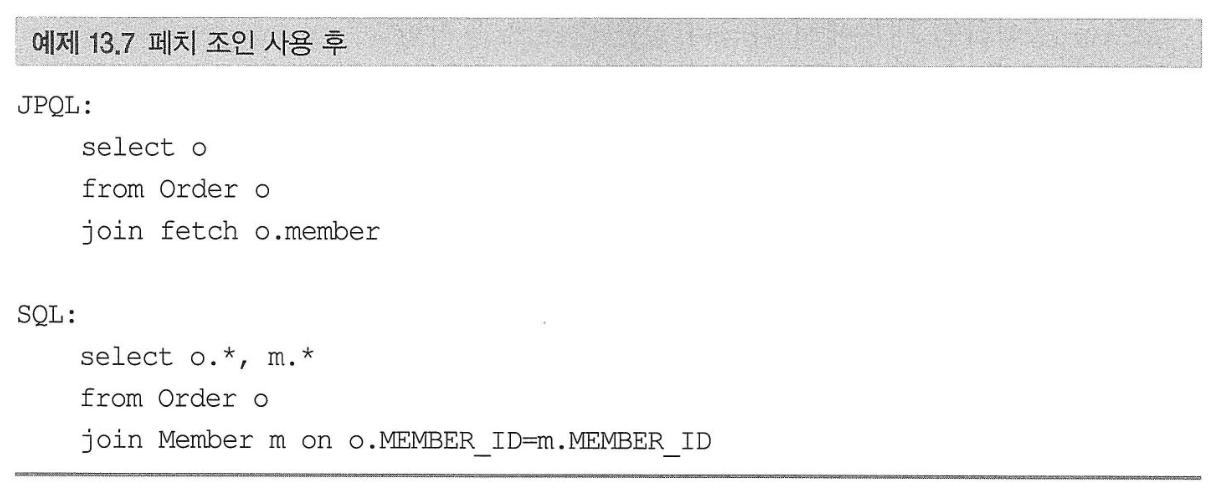 예제 13.7 페치 조인 사용 후
JPQL:
select o
from Order o
join fetch o.member
SQL:
select o.*, m.*
from Order o
join Member m on o.MEMBER_ID=m.MEMBER_ID